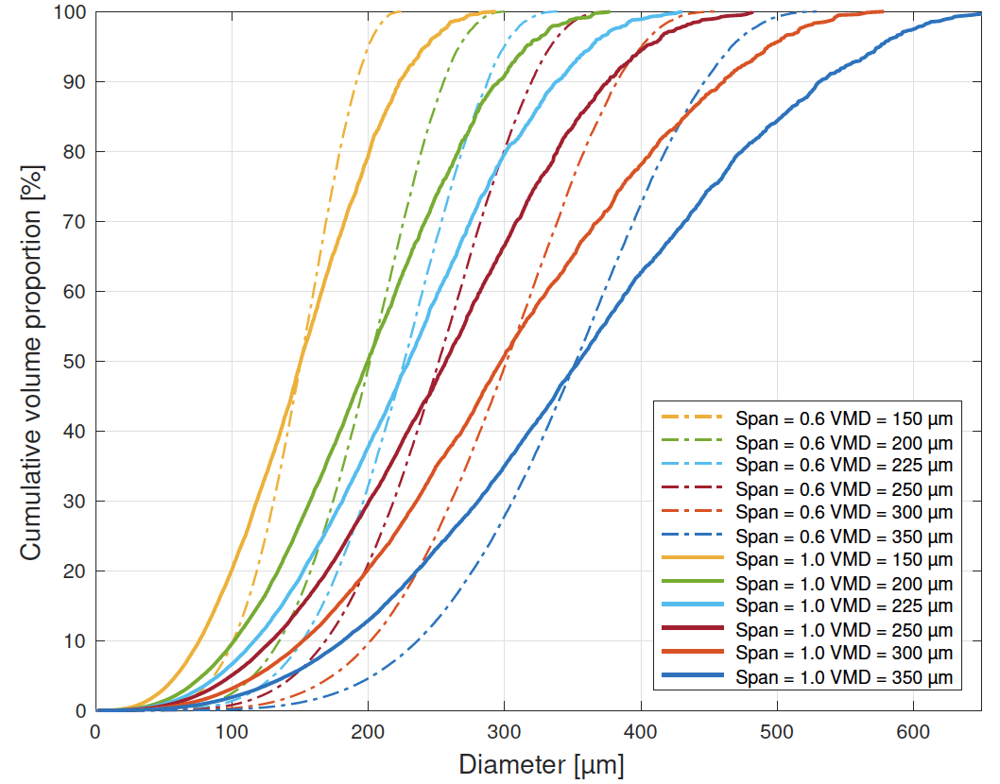 100
90
80
70
60
50
40
30
20
10
0
Cumulative volume proportion [%]
0 100 200 300 400 500 600
Diameter [µm]
Span = 0.6 VMD = 150 µm
Span = 0.6 VMD = 200 µm
Span = 0.6 VMD = 225 µm
Span = 0.6 VMD = 250 µm
Span = 0.6 VMD = 300 µm
Span = 0.6 VMD = 350 µm
Span = 1.0 VMD = 150 µm
Span = 1.0 VMD = 200 µm
Span = 1.0 VMD = 225 µm
Span = 1.0 VMD = 250 µm
Span = 1.0 VMD = 300 µm
Span = 1.0 VMD = 350 µm